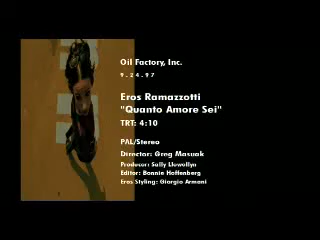 Oil Factory, Inc.
9.24.97
Eros Ramazzotti
"Quanto Amore Sei"
TRT: 4:10
PAL/Stereo
Director: Greg Masuak
Producer: Sally Llewellyn
Editor: Bonnie Hoffenberg
Eros Styling: Giorgio Armani